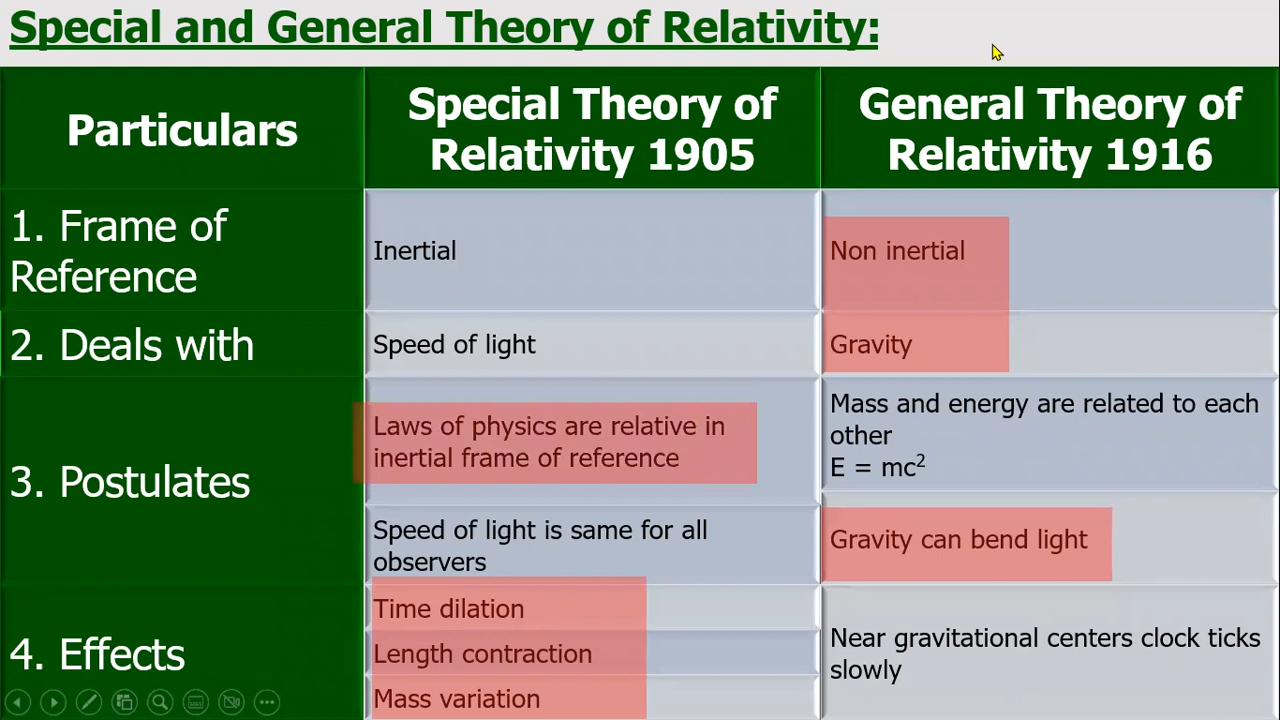 Special and General Theory of Relativity:
Particulars
Special Theory of
Relativity 1905
General Theory of
Relativity 1916
1. Frame of
Reference
Inertial
Non inertial
2. Deals with
Speed of light
Gravity
3. Postulates
Laws of physics are relative in
inertial frame of reference
Mass and energy are related to each
other
E = mc²
Speed of light is same for all
observers
Gravity can bend light
4. Effects
Time dilation
Length contraction
Mass variation
Near gravitational centers clock ticks
slowly